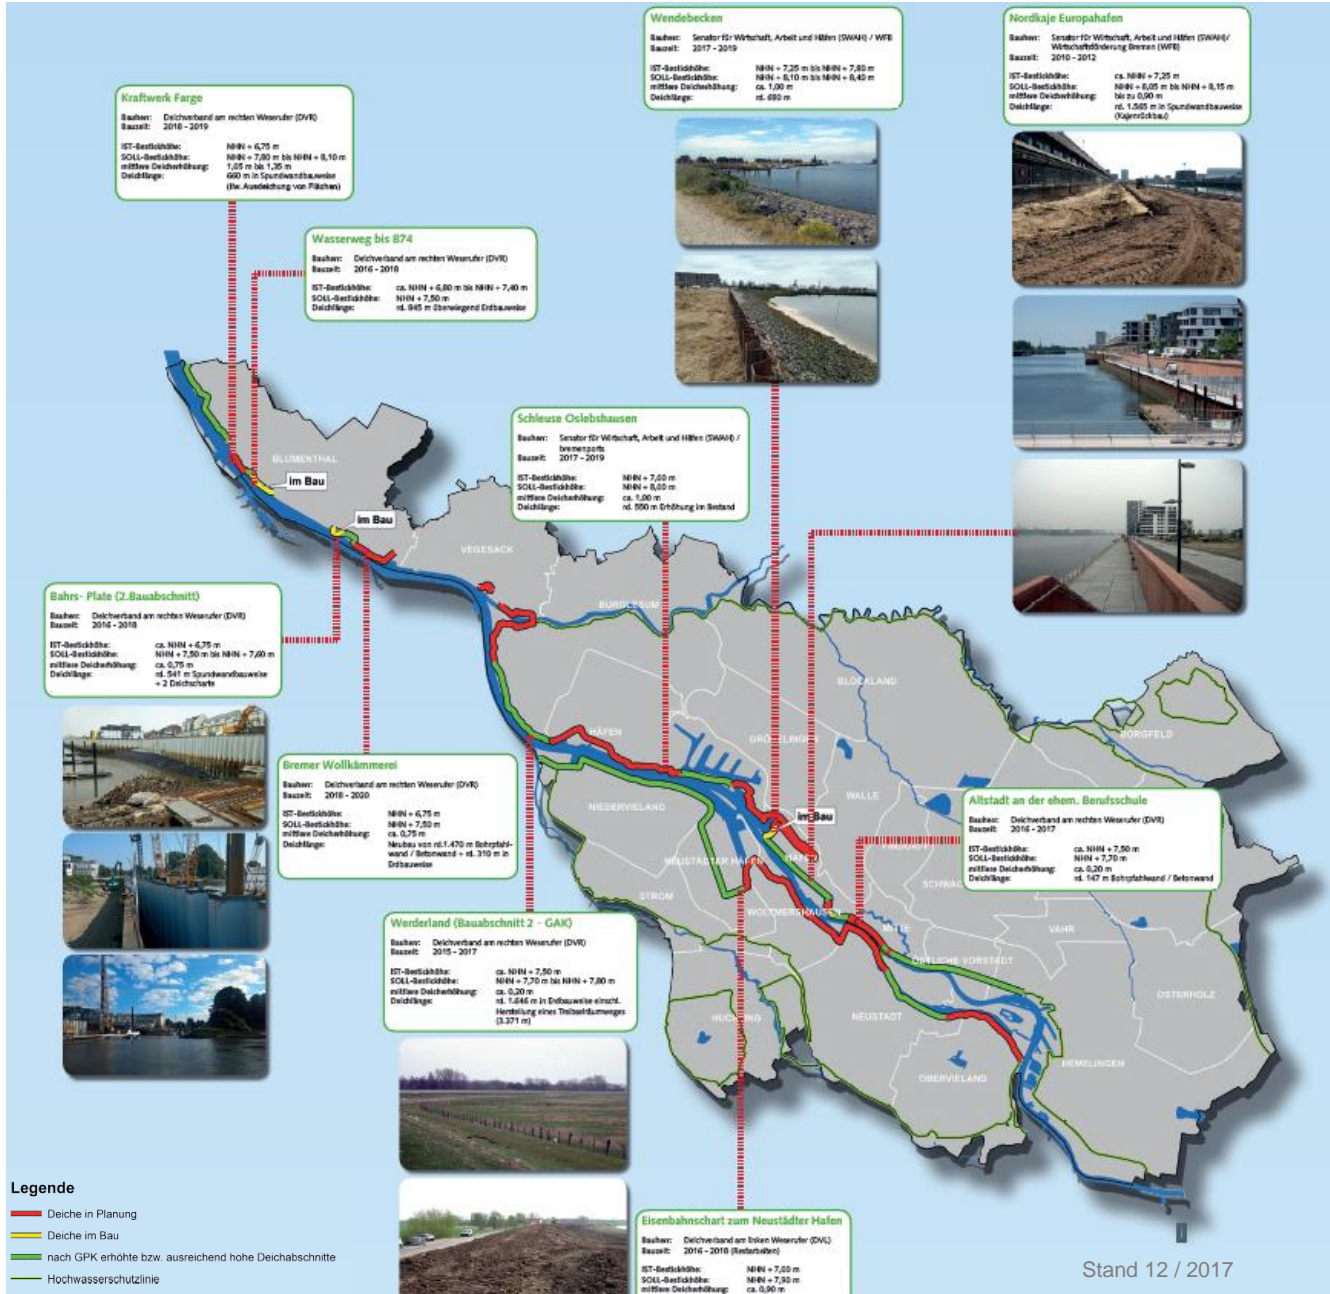 Wendebecken
Bauherr: Senator für Wirtschaft, Arbeit und Häfen (SWAH) / WFB
Bauzeit: 2017 - 2019
IST-Bestickhöhe: NHN + 7,25 m bis NHN + 7,80 m
SOLL-Bestickhöhe: NHN + 8,10 m bis NHN + 8,40 m
mittlere Deicherhöhung: ca. 1,00 m
Deichlänge: rd. 680 m
Nordkaje Europahafen
Bauherr: Senator für Wirtschaft, Arbeit und Häfen (SWAH)/
Wirtschaftsförderung Bremen (WFB)
Bauzeit: 2010 - 2012
IST-Bestickhöhe: ca. NHN + 7,25 m
SOLL-Bestickhöhe: NHN + 8,05 m bis NHN + 8,15 m
mittlere Deicherhöhung: bis zu 0,90 m
Deichlänge: rd. 1.565 m in Spundwandbauweise
(Kajenrückbau)
Kraftwerk Farge
Bauherr: Deichverband am rechten Weserufer (DVR)
Bauzeit: 2018 - 2019
IST-Bestickhöhe: NHN + 6,75 m
SOLL-Bestickhöhe: NHN + 7,80 m bis NHN + 8,10 m
mittlere Deicherhöhung: 1,05 m bis 1,35 m
Deichlänge: 660 m in Spundwandbauweise
(tlw. Ausdeichung von Flächen)
Wasserweg bis B74
Bauherr: Deichverband am rechten Weserufer (DVR)
Bauzeit: 2016 - 2018
IST-Bestickhöhe: ca. NHN + 6,80 m bis NHN + 7,40 m
SOLL-Bestickhöhe: NHN + 7,50 m
Deichlänge: rd. 845 m überwiegend Erdbauweise
Schleuse Oslebshausen
Bauherr: Senator für Wirtschaft, Arbeit und Häfen (SWAH) /
bremenports
Bauzeit: 2017 - 2019
IST-Bestickhöhe: NHN + 7,00 m
SOLL-Bestickhöhe: NHN + 8,00 m
mittlere Deicherhöhung: ca. 1,00 m
Deichlänge: rd. 550 m Erhöhung im Bestand
BLUMENTHAL
im Bau
im Bau
VEGESACK
BURGLESUM
Bahrs- Plate (2.Bauabschnitt)
Bauherr: Deichverband am rechten Weserufer (DVR)
Bauzeit: 2016 - 2018
IST-Bestickhöhe: ca. NHN + 6,75 m
SOLL-Bestickhöhe: NHN + 7,50 m bis NHN + 7,60 m
mittlere Deicherhöhung: ca. 0,75 m
Deichlänge: rd. 541 m Spundwandbauweise
+ 2 Deichscharte
BLOCKLAND
BORGFELD
HÄFEN
GRÖPELINGEN
Bremer Wollkämmerei
Bauherr: Deichverband am rechten Weserufer (DVR)
Bauzeit: 2018 - 2020
IST-Bestickhöhe: NHN + 6,75 m
SOLL-Bestickhöhe: NHN + 7,50 m
mittlere Deicherhöhung: ca. 0,75 m
Deichlänge: Neubau von rd.1.470 m Bohrpfahl-
wand / Betonwand + rd. 310 m in
Erdbauweise
NIEDERVIELAND
WALLE
im Bau
Altstadt an der ehem. Berufsschule
Bauherr: Deichverband am rechten Weserufer (DVR)
Bauzeit: 2016 - 2017
IST-Bestickhöhe: ca. NHN + 7,50 m
SOLL-Bestickhöhe: NHN + 7,70 m
mittlere Deicherhöhung: ca. 0,20 m
Deichlänge: rd. 147 m Bohrpfahlwand / Betonwand
NEUSTÄDTER HÄFEN
HÄFEN
STROM
WOLTMERSHAUSEN
MITTE
VAHR
ÖSTLICHE VORSTADT
OSTERHOLZ
Werderland (Bauabschnitt 2 - GAK)
Bauherr: Deichverband am rechten Weserufer (DVR)
Bauzeit: 2015 - 2017
IST-Bestickhöhe: ca. NHN + 7,50 m
SOLL-Bestickhöhe: NHN + 7,70 m bis NHN + 7,80 m
mittlere Deicherhöhung: ca. 0,20 m
Deichlänge: rd. 1.646 m in Erdbauweise einschl.
Herstellung eines Treibselräumweges
(3.371 m)
NEUSTADT
HEMELINGEN
OBERVIELAND
Legende
Deiche in Planung
Deiche im Bau
nach GPK erhöhte bzw. ausreichend hohe Deichabschnitte
Hochwasserschutzlinie
Eisenbahnschart zum Neustädter Hafen
Bauherr: Deichverband am linken Weserufer (DVL)
Bauzeit: 2016 - 2018 (Restarbeiten)
IST-Bestickhöhe: NHN + 7,00 m
SOLL-Bestickhöhe: NHN + 7,90 m
mittlere Deicherhöhung: ca. 0,90 m
Stand 12 / 2017